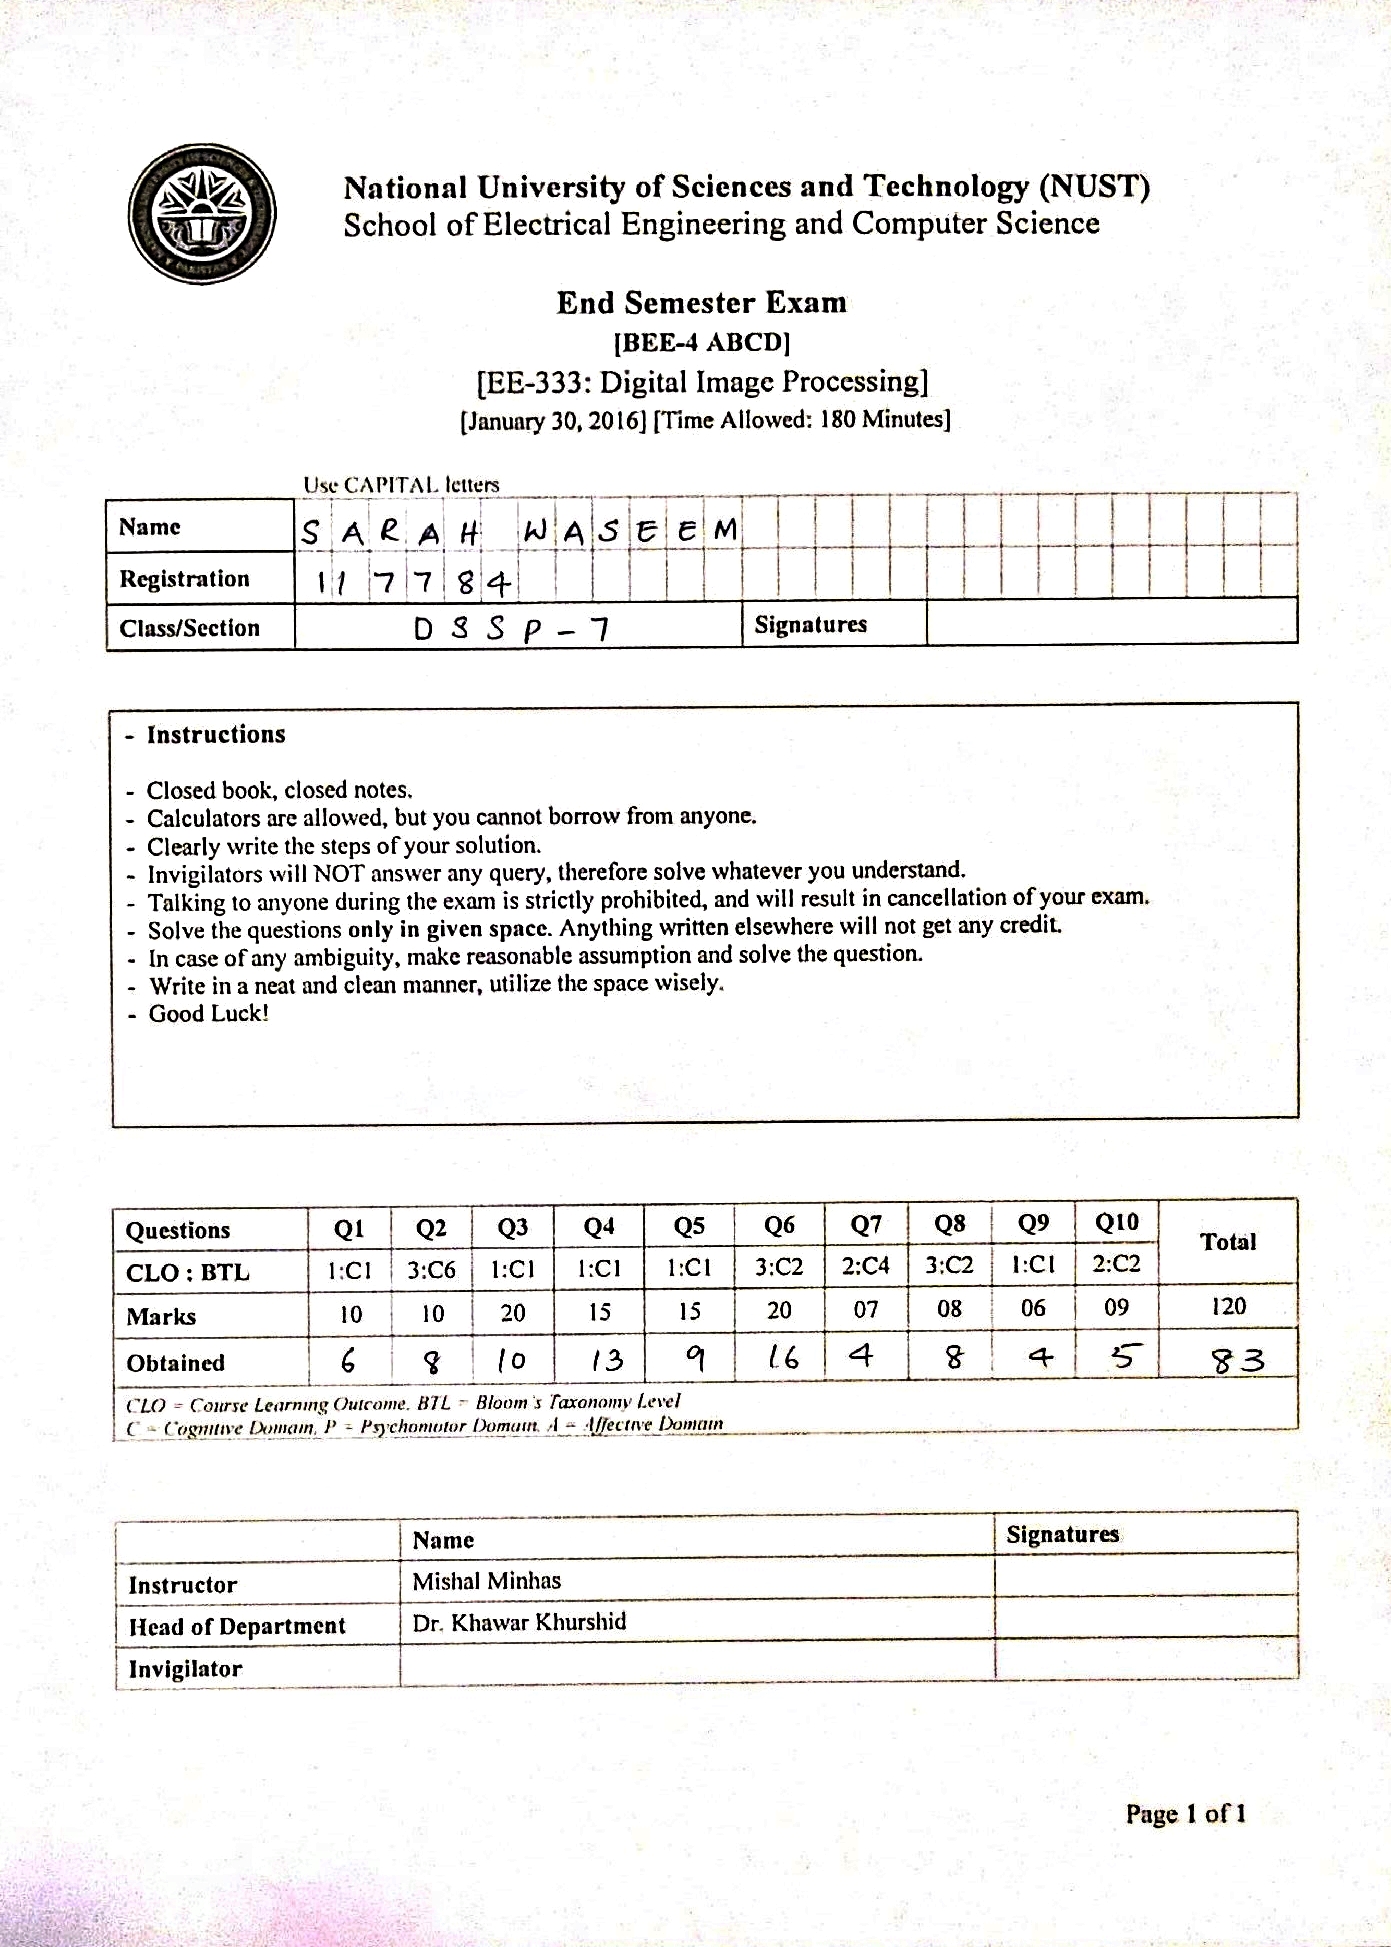 National University of Sciences and Technology (NUST)
School of Electrical Engineering and Computer Science
End Semester Exam
[BEE-4 ABCD]
[EE-333: Digital Image Processing]
[January 30, 2016] [Time Allowed: 180 Minutes]
Use CAPITAL letters
Name SARAH WASEEM
Registration 117784
Class/Section DSSP-7 Signatures
- Instructions
- Closed book, closed notes.
- Calculators are allowed, but you cannot borrow from anyone.
- Clearly write the steps of your solution.
- Invigilators will NOT answer any query, therefore solve whatever you understand.
- Talking to anyone during the exam is strictly prohibited, and will result in cancellation of your exam.
- Solve the questions only in given space. Anything written elsewhere will not get any credit.
- In case of any ambiguity, make reasonable assumption and solve the question.
- Write in a neat and clean manner, utilize the space wisely.
- Good Luck!
Questions Q1 Q2 Q3 Q4 Q5 Q6 Q7 Q8 Q9 Q10 Total
CLO : BTL 1:C1 3:C6 1:C1 1:C1 1:C1 3:C2 2:C4 3:C2 1:C1 2:C2
Marks 10 10 20 15 15 20 07 08 06 09 120
Obtained 6 8 10 13 9 16 4 8 4 5 83
CLO = Course Learning Outcome. BTL = Bloom's Taxonomy Level
C = Cognitive Domain, P = Psychomotor Domain, A = Affective Domain
Name Signatures
Instructor Mishal Minhas
Head of Department Dr. Khawar Khurshid
Invigilator
Page 1 of 1